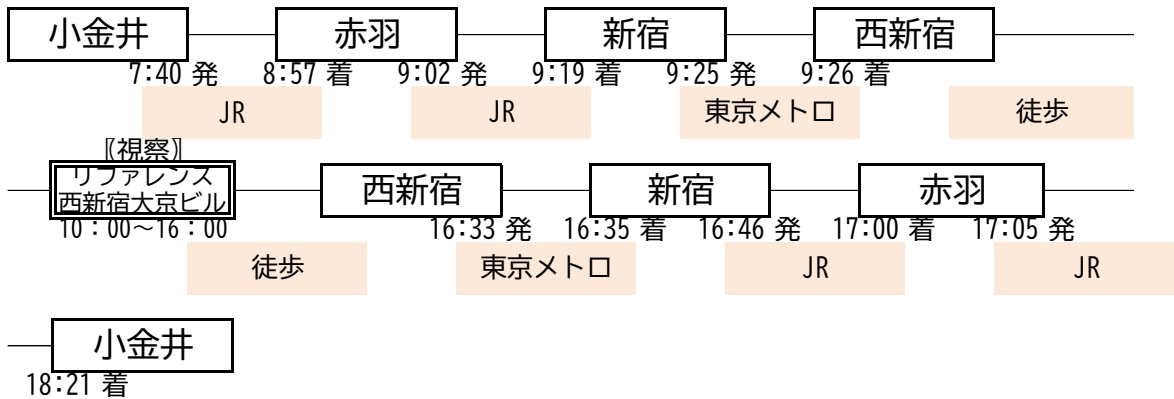 小金井 赤羽 新宿 西新宿
7:40 発 8:57 着 9:02 発 9:19 着 9:25 発 9:26 着
JR JR 東京メトロ 徒歩
〖視察〗
リファレンス
西新宿大京ビル
西新宿 新宿 赤羽
10：00～16：00 16:33 発 16:35 着 16:46 発 17:00 着 17:05 発
徒歩 東京メトロ JR JR
小金井
18:21 着